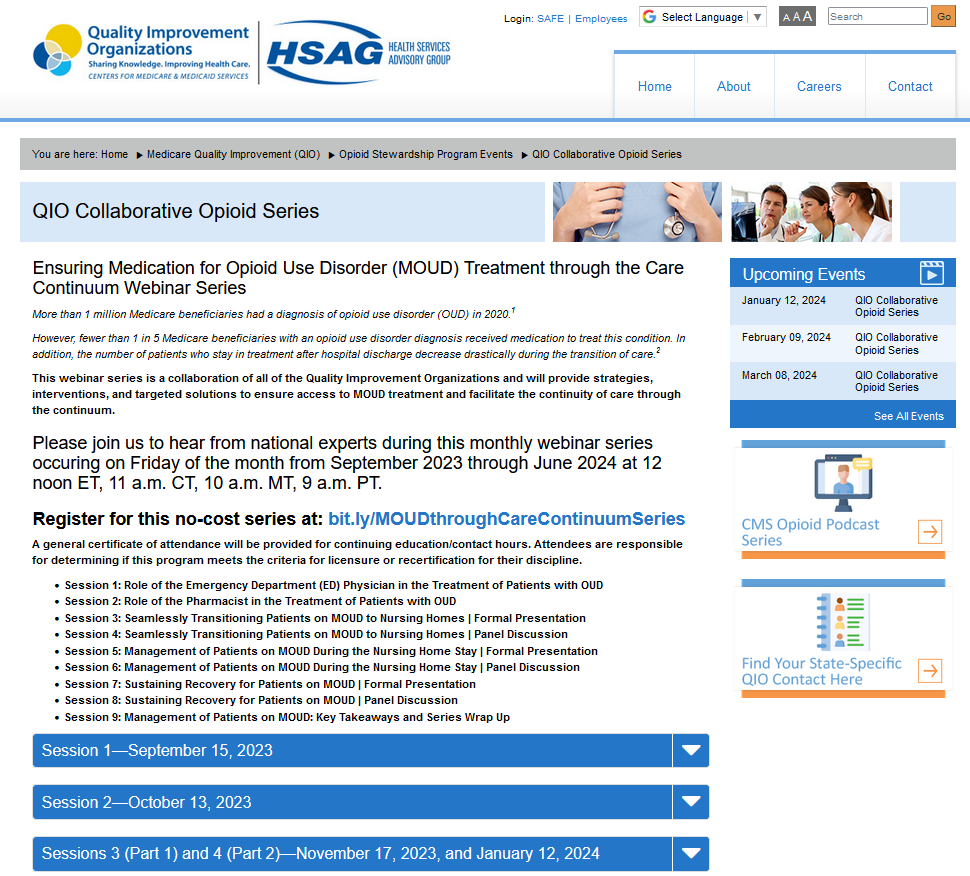 Login: SAFE | Employees
Select Language ▼
A A A
Search
Go
Quality Improvement
Organizations
Sharing Knowledge. Improving Health Care.
CENTERS FOR MEDICARE & MEDICAID SERVICES
HSAG
HEALTH SERVICES
ADVISORY GROUP
Home
About
Careers
Contact
You are here: Home ▶ Medicare Quality Improvement (QIO) ▶ Opioid Stewardship Program Events ▶ QIO Collaborative Opioid Series
QIO Collaborative Opioid Series
Ensuring Medication for Opioid Use Disorder (MOUD) Treatment through the Care
Continuum Webinar Series
More than 1 million Medicare beneficiaries had a diagnosis of opioid use disorder (OUD) in 2020.1
However, fewer than 1 in 5 Medicare beneficiaries with an opioid use disorder diagnosis received medication to treat this condition. In
addition, the number of patients who stay in treatment after hospital discharge decrease drastically during the transition of care.2
This webinar series is a collaboration of all of the Quality Improvement Organizations and will provide strategies,
interventions, and targeted solutions to ensure access to MOUD treatment and facilitate the continuity of care through
the continuum.
Please join us to hear from national experts during this monthly webinar series
occuring on Friday of the month from September 2023 through June 2024 at 12
noon ET, 11 a.m. CT, 10 a.m. MT, 9 a.m. PT.
Register for this no-cost series at: bit.ly/MOUDthroughCareContinuumSeries
A general certificate of attendance will be provided for continuing education/contact hours. Attendees are responsible
for determining if this program meets the criteria for licensure or recertification for their discipline.
• Session 1: Role of the Emergency Department (ED) Physician in the Treatment of Patients with OUD
• Session 2: Role of the Pharmacist in the Treatment of Patients with OUD
• Session 3: Seamlessly Transitioning Patients on MOUD to Nursing Homes | Formal Presentation
• Session 4: Seamlessly Transitioning Patients on MOUD to Nursing Homes | Panel Discussion
• Session 5: Management of Patients on MOUD During the Nursing Home Stay | Formal Presentation
• Session 6: Management of Patients on MOUD During the Nursing Home Stay | Panel Discussion
• Session 7: Sustaining Recovery for Patients on MOUD | Formal Presentation
• Session 8: Sustaining Recovery for Patients on MOUD | Panel Discussion
• Session 9: Management of Patients on MOUD: Key Takeaways and Series Wrap Up
Session 1—September 15, 2023
Session 2—October 13, 2023
Sessions 3 (Part 1) and 4 (Part 2)—November 17, 2023, and January 12, 2024
Upcoming Events
January 12, 2024 QIO Collaborative
Opioid Series
February 09, 2024 QIO Collaborative
Opioid Series
March 08, 2024 QIO Collaborative
Opioid Series
See All Events
CMS Opioid Podcast
Series
Find Your State-Specific
QIO Contact Here